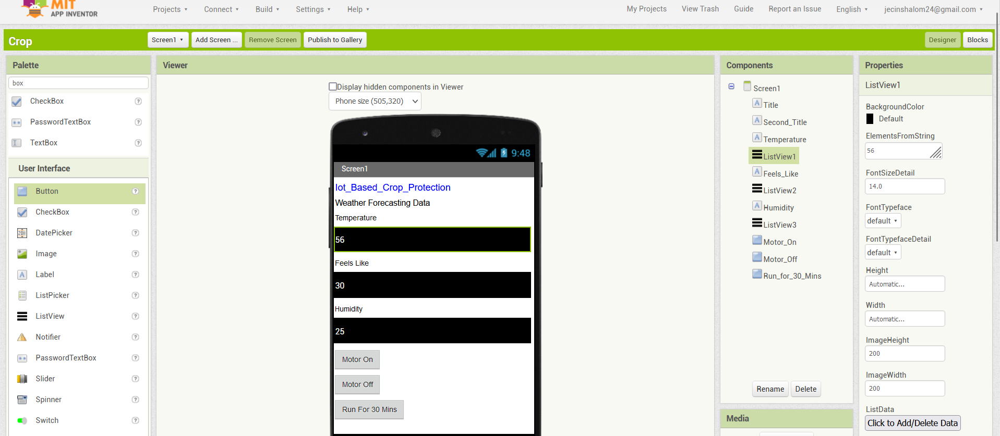 MIT
APP INVENTOR
Projects Connect Build Settings Help My Projects View Trash Guide Report an Issue English jecinshalom24@gmail.com
Crop Screen1 Add Screen ... Remove Screen Publish to Gallery Designer Blocks
Palette
box
CheckBox ?
PasswordTextBox ?
TextBox ?
User Interface
Button ?
CheckBox ?
DatePicker ?
Image ?
Label ?
ListPicker ?
ListView ?
Notifier ?
PasswordTextBox ?
Slider ?
Spinner ?
Switch ?
Viewer
Display hidden components in Viewer
Phone size (505,320)
9:48
Screen1
Iot_Based_Crop_Protection
Weather Forecasting Data
Temperature
56
Feels Like
30
Humidity
25
Motor On
Motor Off
Run For 30 Mins
Components
Screen1
Title
Second_Title
Temperature
ListView1
Feels_Like
ListView2
Humidity
ListView3
Motor_On
Motor_Off
Run_for_30_Mins
Rename Delete
Media
Properties
ListView1
BackgroundColor
Default
ElementsFromString
56
FontSizeDetail
14.0
FontTypeface
default
FontTypefaceDetail
default
Height
Automatic...
Width
Automatic...
ImageHeight
200
ImageWidth
200
ListData
Click to Add/Delete Data